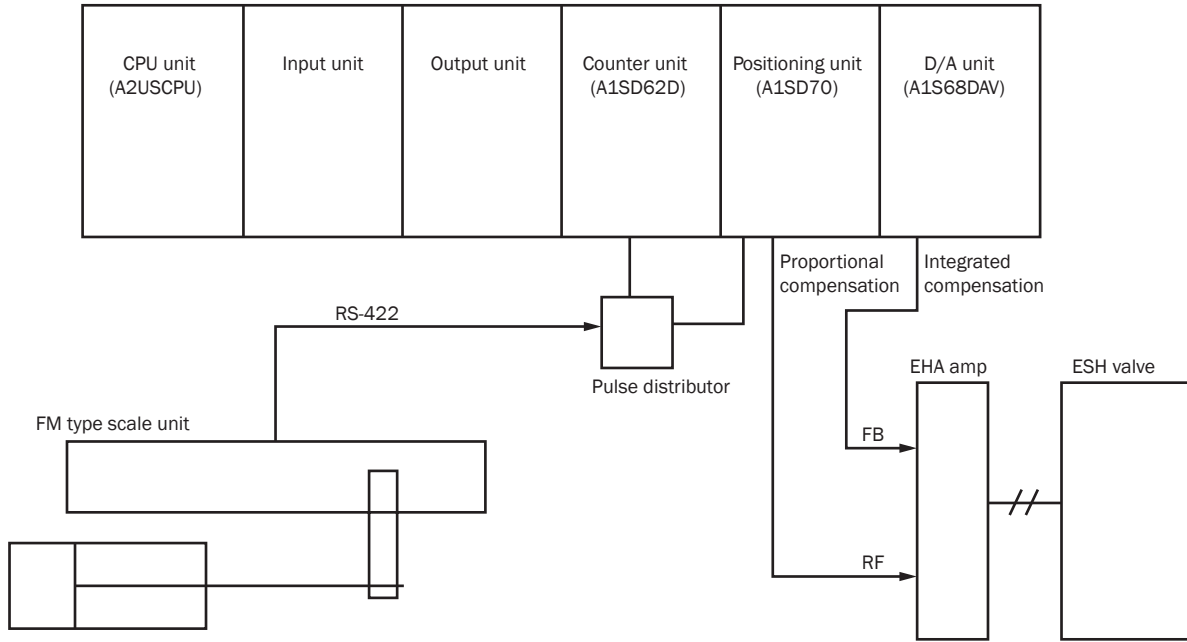 CPU unit
(A2USCPU)
Input unit
Output unit
Counter unit
(A1SD62D)
Positioning unit
(A1SD70)
D/A unit
(A1S68DAV)
Proportional
compensation
Integrated
compensation
RS-422
Pulse distributor
EHA amp
ESH valve
FM type scale unit
FB
RF